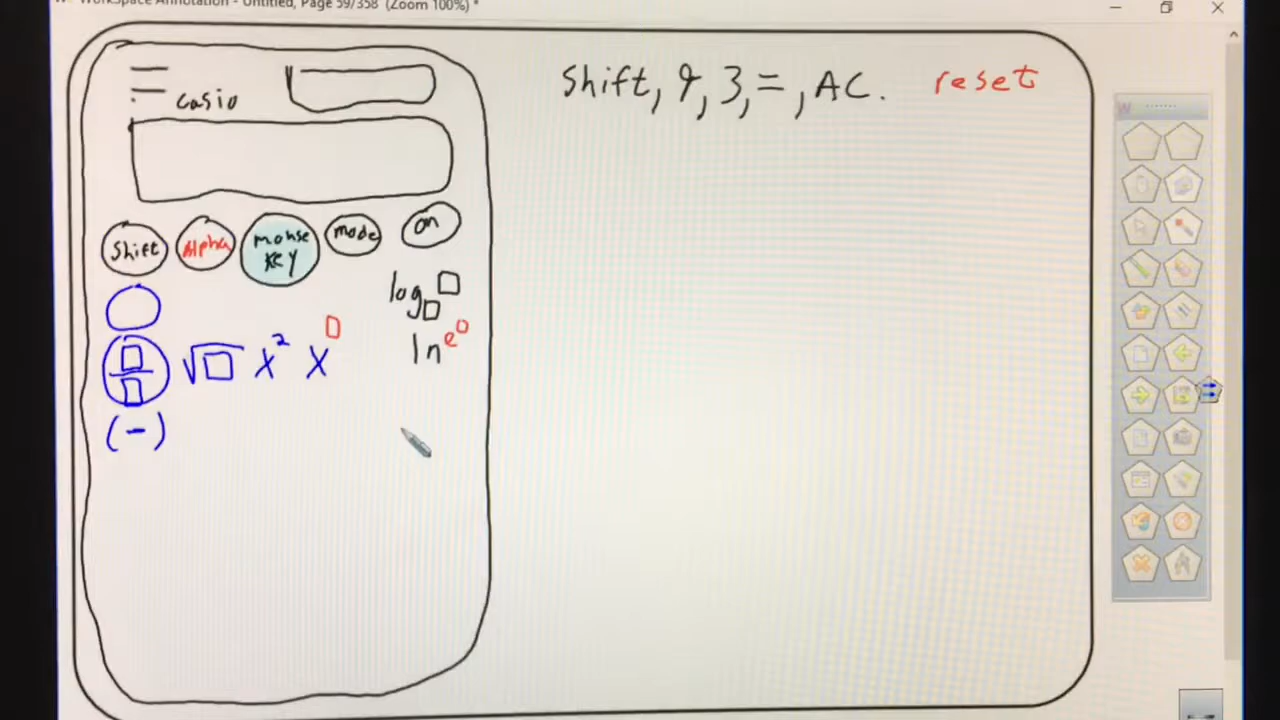 WorkSpace Annotation - Untitled, Page 59/358 (Zoom 100%) *
Shift, 9, 3, =, AC. reset
CASIO
Shift Alpha mouse KEY mode on
log□□
□/□ √□ x² x^□ ln e^□
(-)